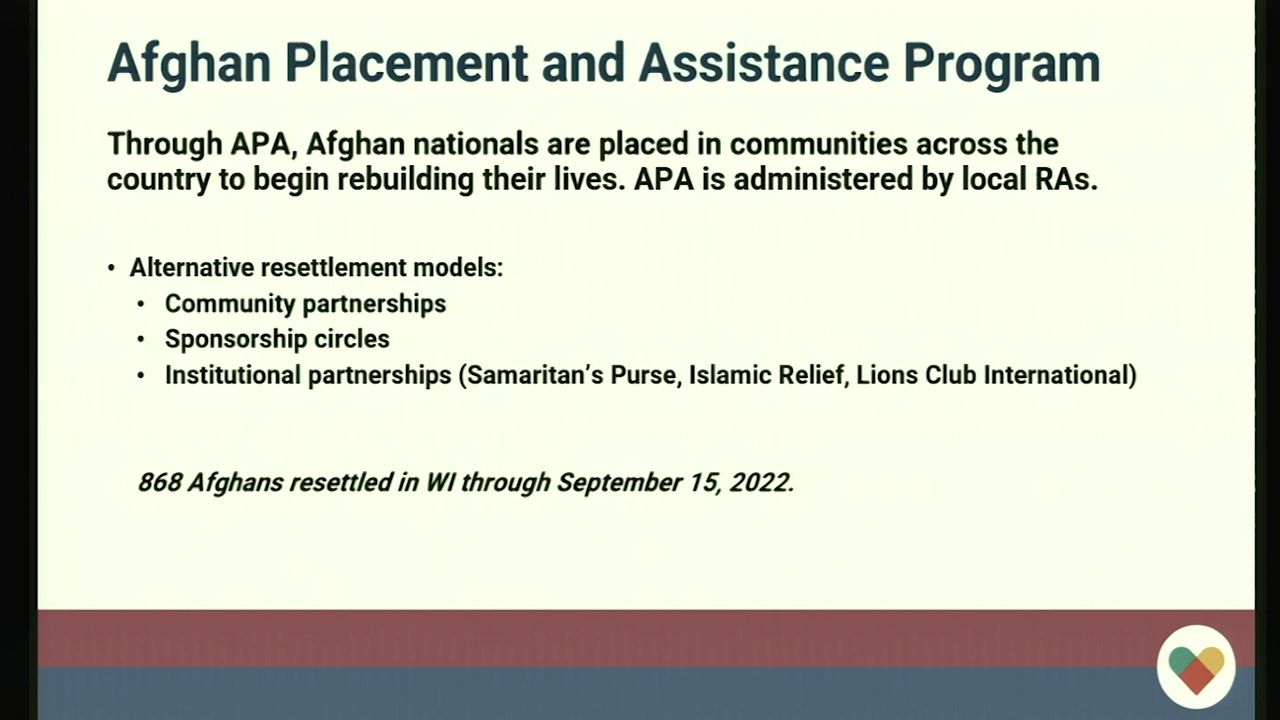 Afghan Placement and Assistance Program
Through APA, Afghan nationals are placed in communities across the
country to begin rebuilding their lives. APA is administered by local RAs.
• Alternative resettlement models:
• Community partnerships
• Sponsorship circles
• Institutional partnerships (Samaritan’s Purse, Islamic Relief, Lions Club International)
868 Afghans resettled in WI through September 15, 2022.